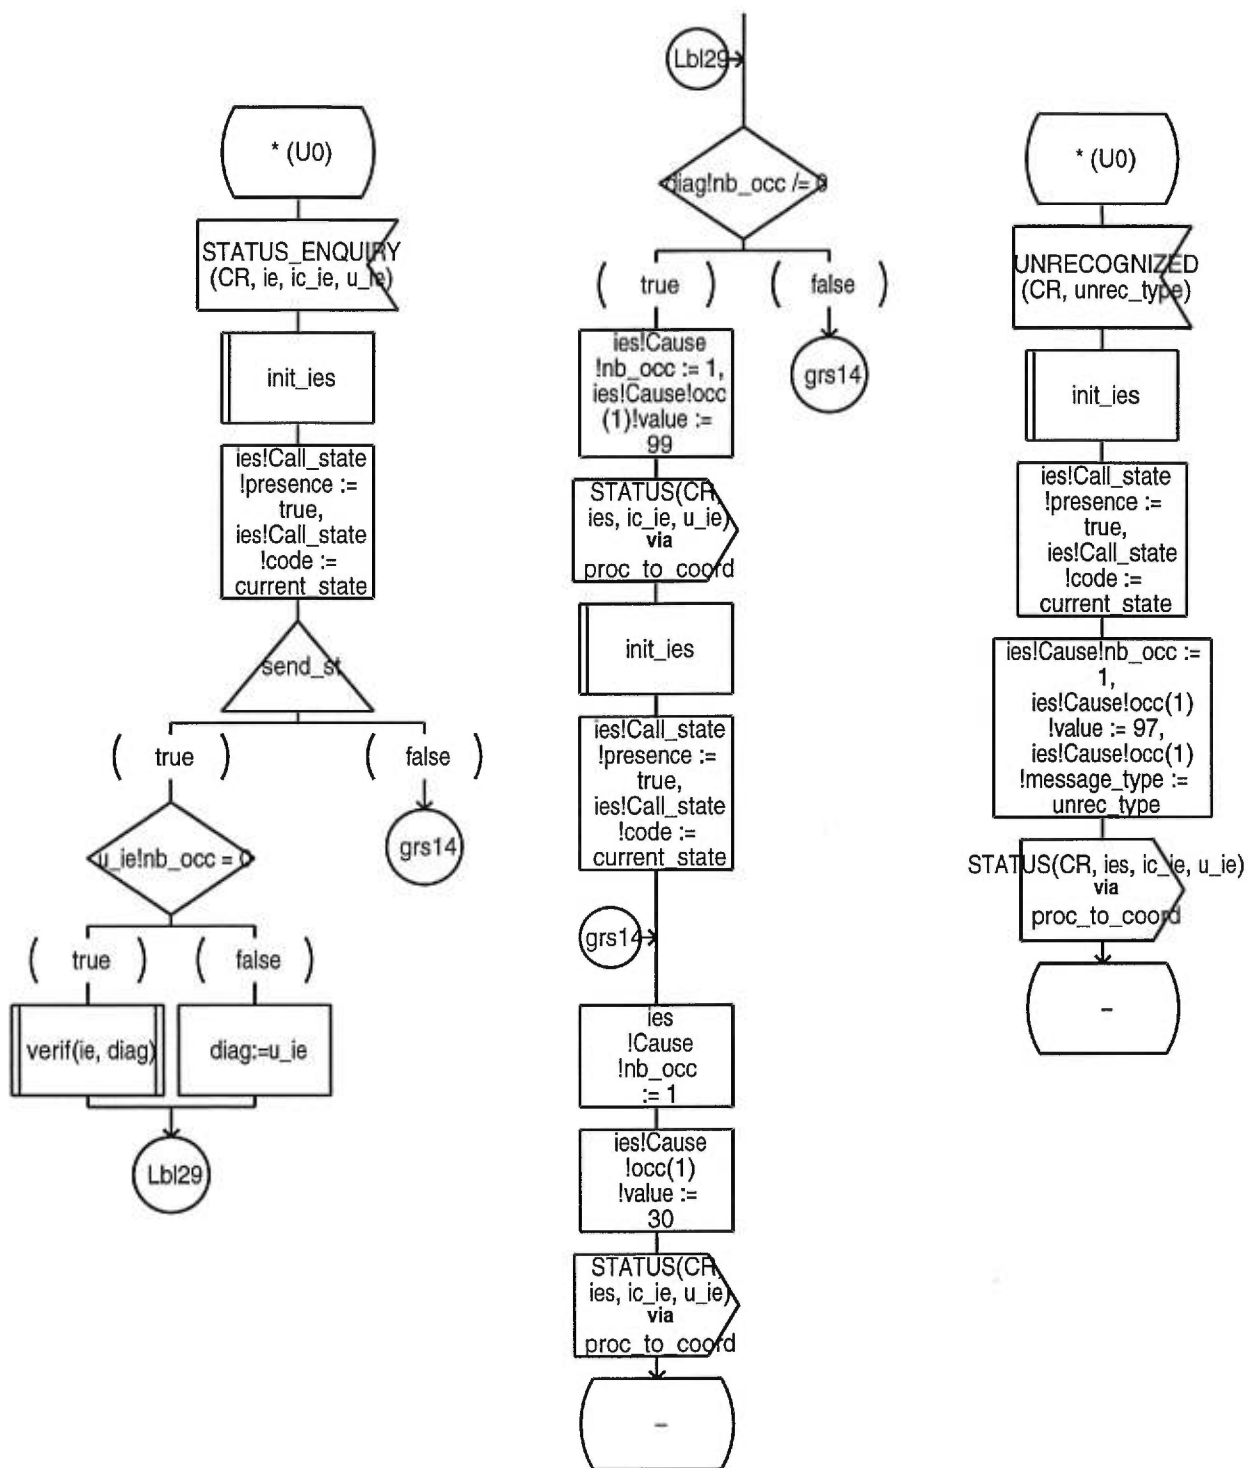 * (U0)
STATUS_ENQUIRY
(CR, ie, ic_ie, u_ie)
init_ies
ies!Call_state
!presence :=
true,
ies!Call_state
!code :=
current_state
send_st
( true )
( false )
u_ie!nb_occ = 0
grs14
( true )
( false )
verif(ie, diag)
diag:=u_ie
Lbl29
Lbl29
diag!nb_occ /= 0
( true )
( false )
ies!Cause
!nb_occ := 1,
ies!Cause!occ
(1)!value :=
99
grs14
STATUS(CR,
ies, ic_ie, u_ie)
via
proc_to_coord
init_ies
ies!Call_state
!presence :=
true,
ies!Call_state
!code :=
current_state
grs14
ies
!Cause
!nb_occ
:= 1
ies!Cause
!occ(1)
!value :=
30
STATUS(CR,
ies, ic_ie, u_ie)
via
proc_to_coord
-
* (U0)
UNRECOGNIZED
(CR, unrec_type)
init_ies
ies!Call_state
!presence :=
true,
ies!Call_state
!code :=
current_state
ies!Cause!nb_occ :=
1,
ies!Cause!occ(1)
!value := 97,
ies!Cause!occ(1)
!message_type :=
unrec_type
STATUS(CR, ies, ic_ie, u_ie)
via
proc_to_coord
-